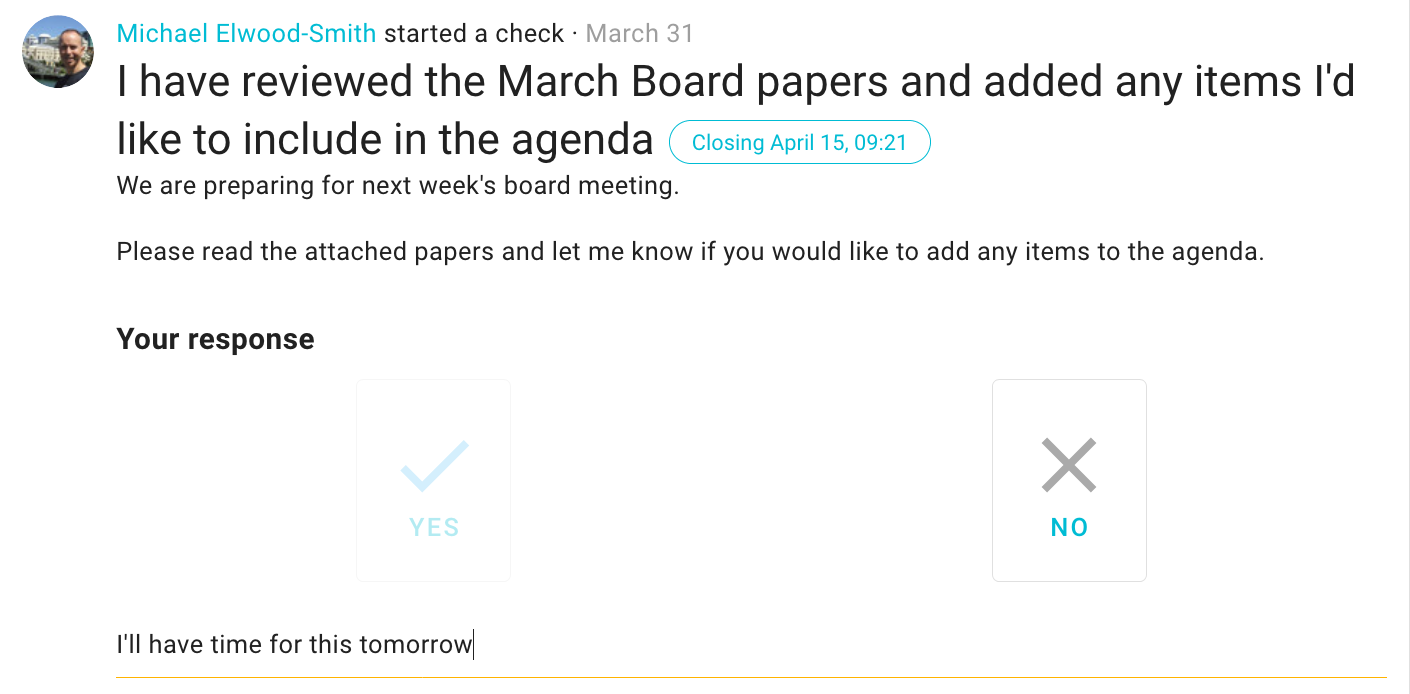 Michael Elwood-Smith started a check · March 31
I have reviewed the March Board papers and added any items I'd
like to include in the agenda Closing April 15, 09:21
We are preparing for next week's board meeting.
Please read the attached papers and let me know if you would like to add any items to the agenda.
Your response
YES NO
I'll have time for this tomorrow